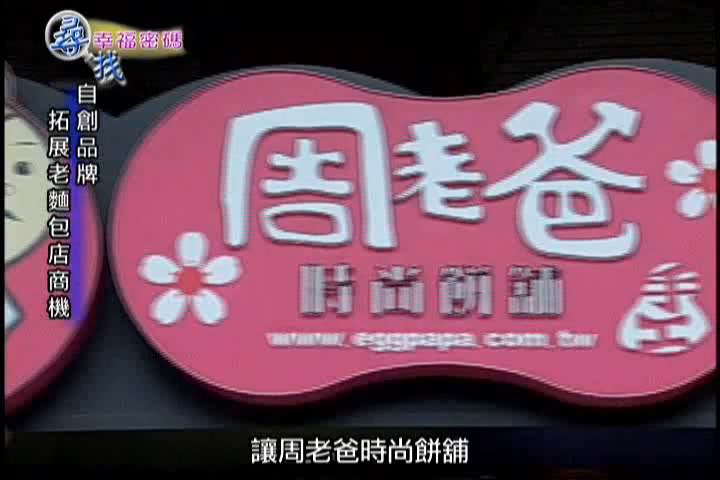 尋找
幸福密碼
自創品牌
拓展老麵包店商機
周老爸
時尚餅舖
www.eggpapa.com.tw
讓周老爸時尚餅舖